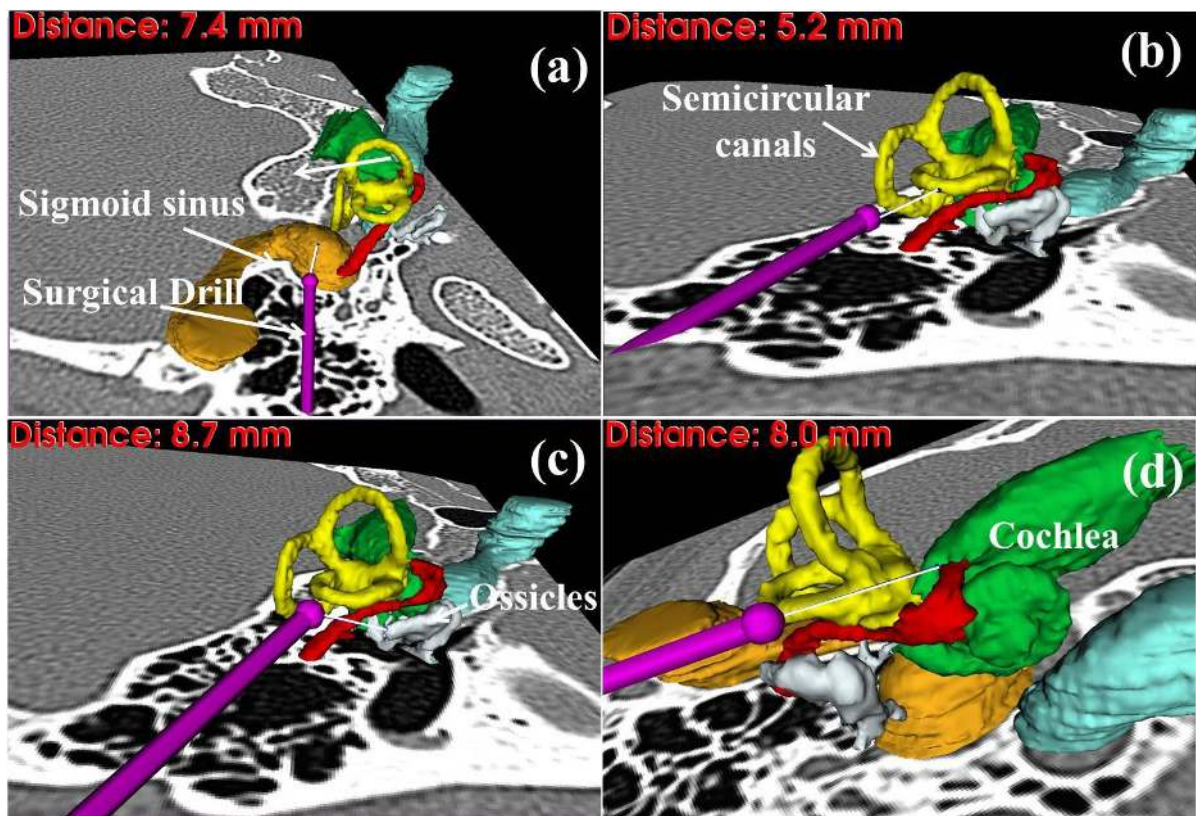 Distance: 7.4 mm
(a)
Sigmoid sinus
Surgical Drill
Distance: 5.2 mm
(b)
Semicircular
canals
Distance: 8.7 mm
(c)
Ossicles
Distance: 8.0 mm
(d)
Cochlea